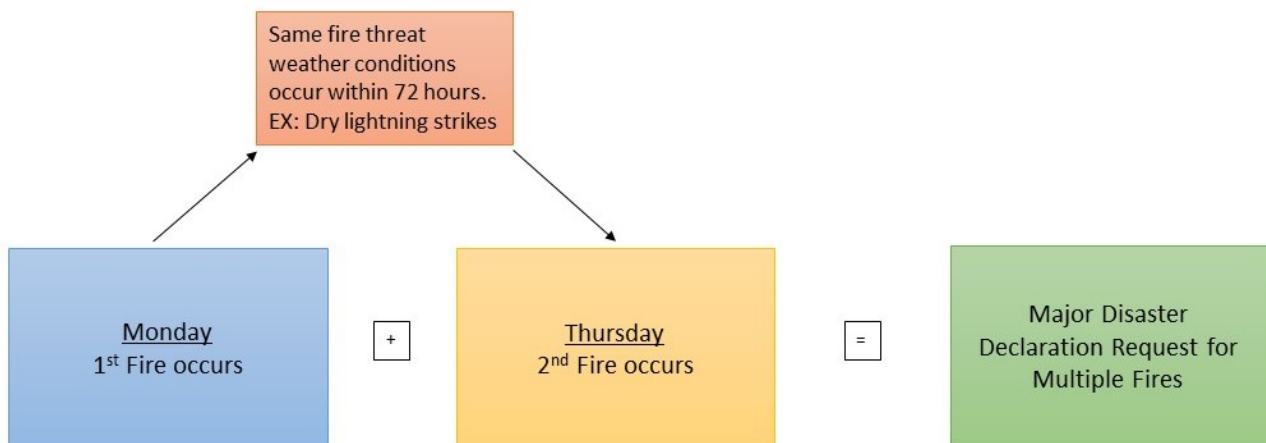 Same fire threat
weather conditions
occur within 72 hours.
EX: Dry lightning strikes
Monday
1st Fire occurs
+
Thursday
2nd Fire occurs
=
Major Disaster
Declaration Request for
Multiple Fires